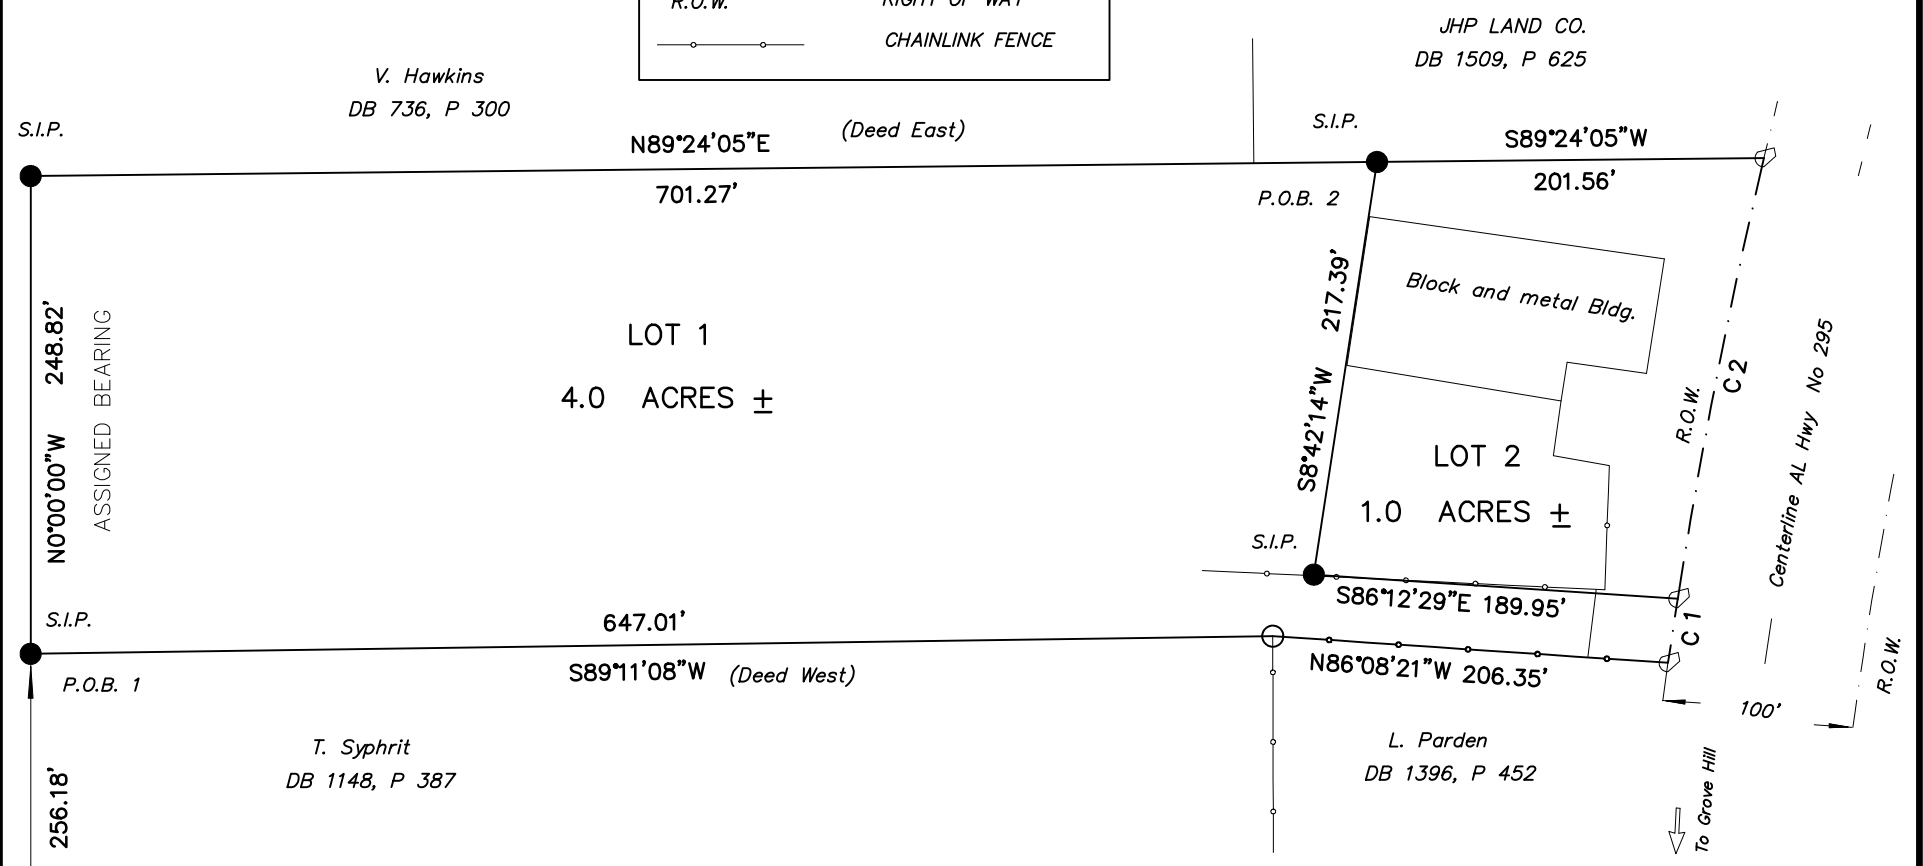 R.O.W. RIGHT OF WAY
CHAINLINK FENCE
JHP LAND CO.
DB 1509, P 625
V. Hawkins
DB 736, P 300
S.I.P.
N89°24'05"E
(Deed East)
701.27'
S.I.P.
S89°24'05"W
201.56'
P.O.B. 2
248.82'
N0°00'00"W
ASSIGNED BEARING
LOT 1
4.0 ACRES ±
217.39'
S8°42'14"W
Block and metal Bldg.
LOT 2
1.0 ACRES ±
R.O.W.
C 2
Centerline AL Hwy No 295
S.I.P.
S86°12'29"E 189.95'
C 1
S.I.P.
647.01'
S89°11'08"W (Deed West)
N86°08'21"W 206.35'
R.O.W.
P.O.B. 1
100'
T. Syphrit
DB 1148, P 387
L. Parden
DB 1396, P 452
256.18'
To Grove Hill